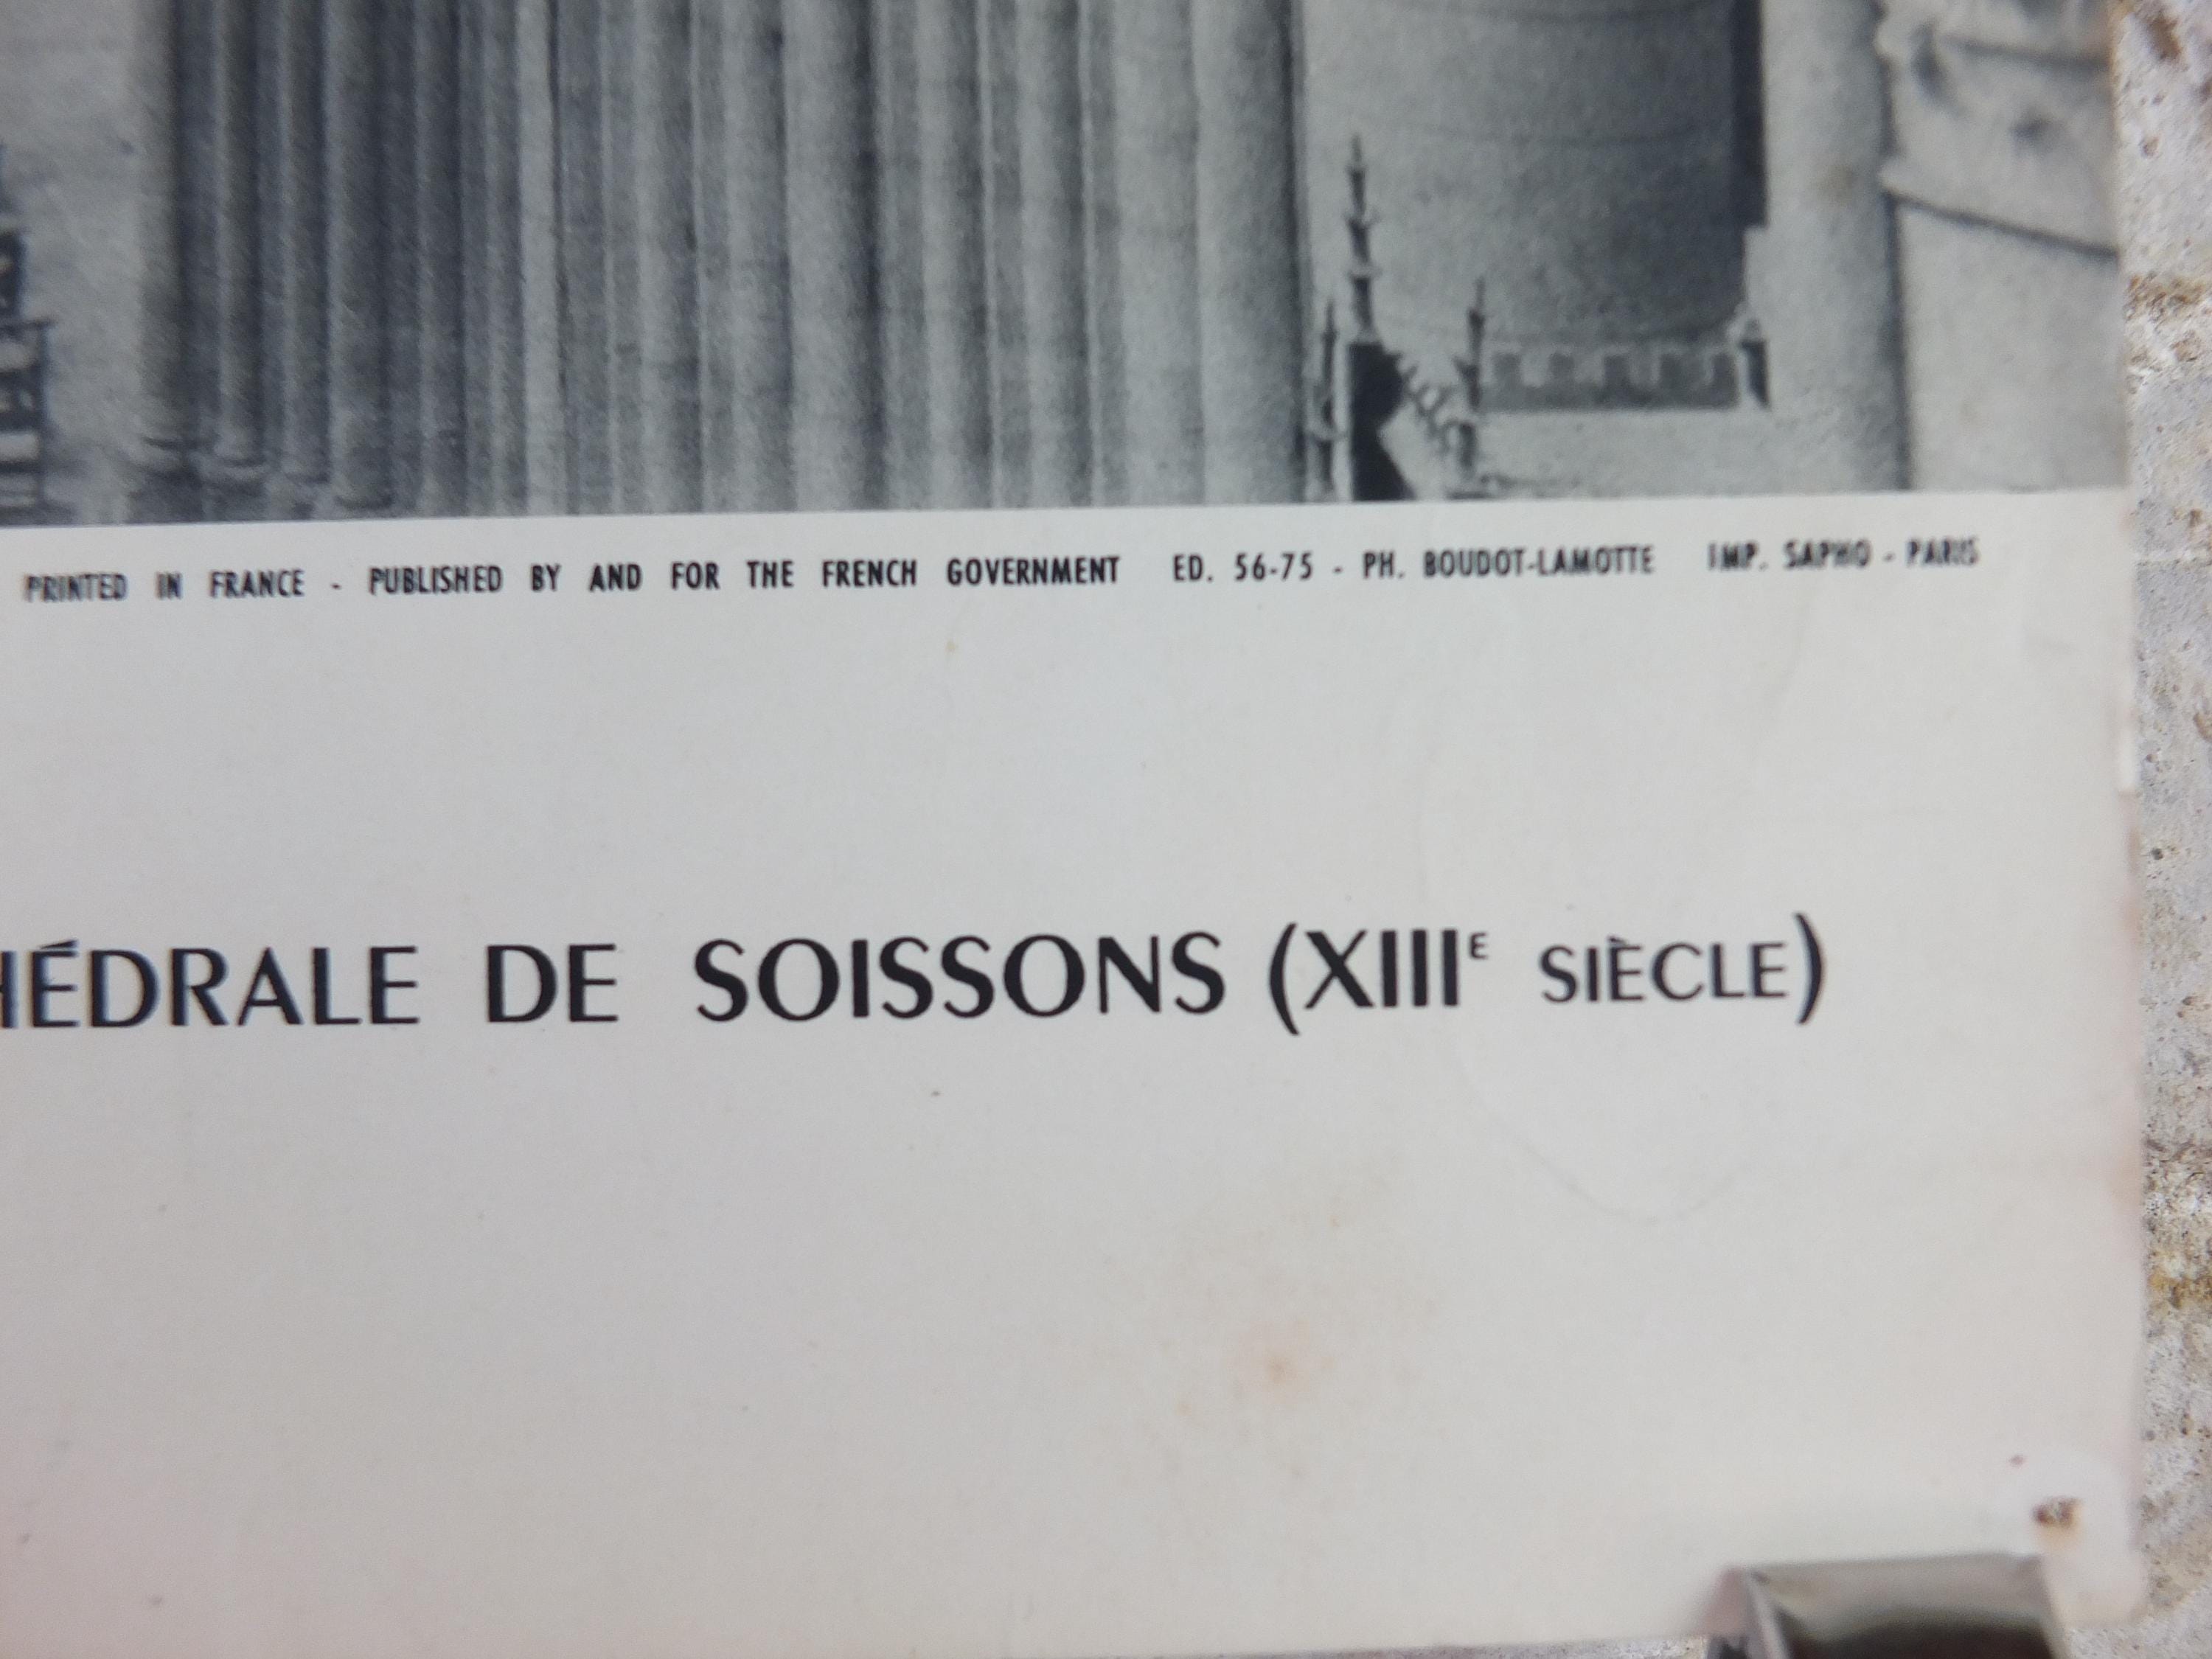 PRINTED IN FRANCE - PUBLISHED BY AND FOR THE FRENCH GOVERNMENT ED. 56-75 - PH. BOUDOT-LAMOTTE IMP. SAPHO - PARIS
HÉDRALE DE SOISSONS (XIIIE SIÈCLE)